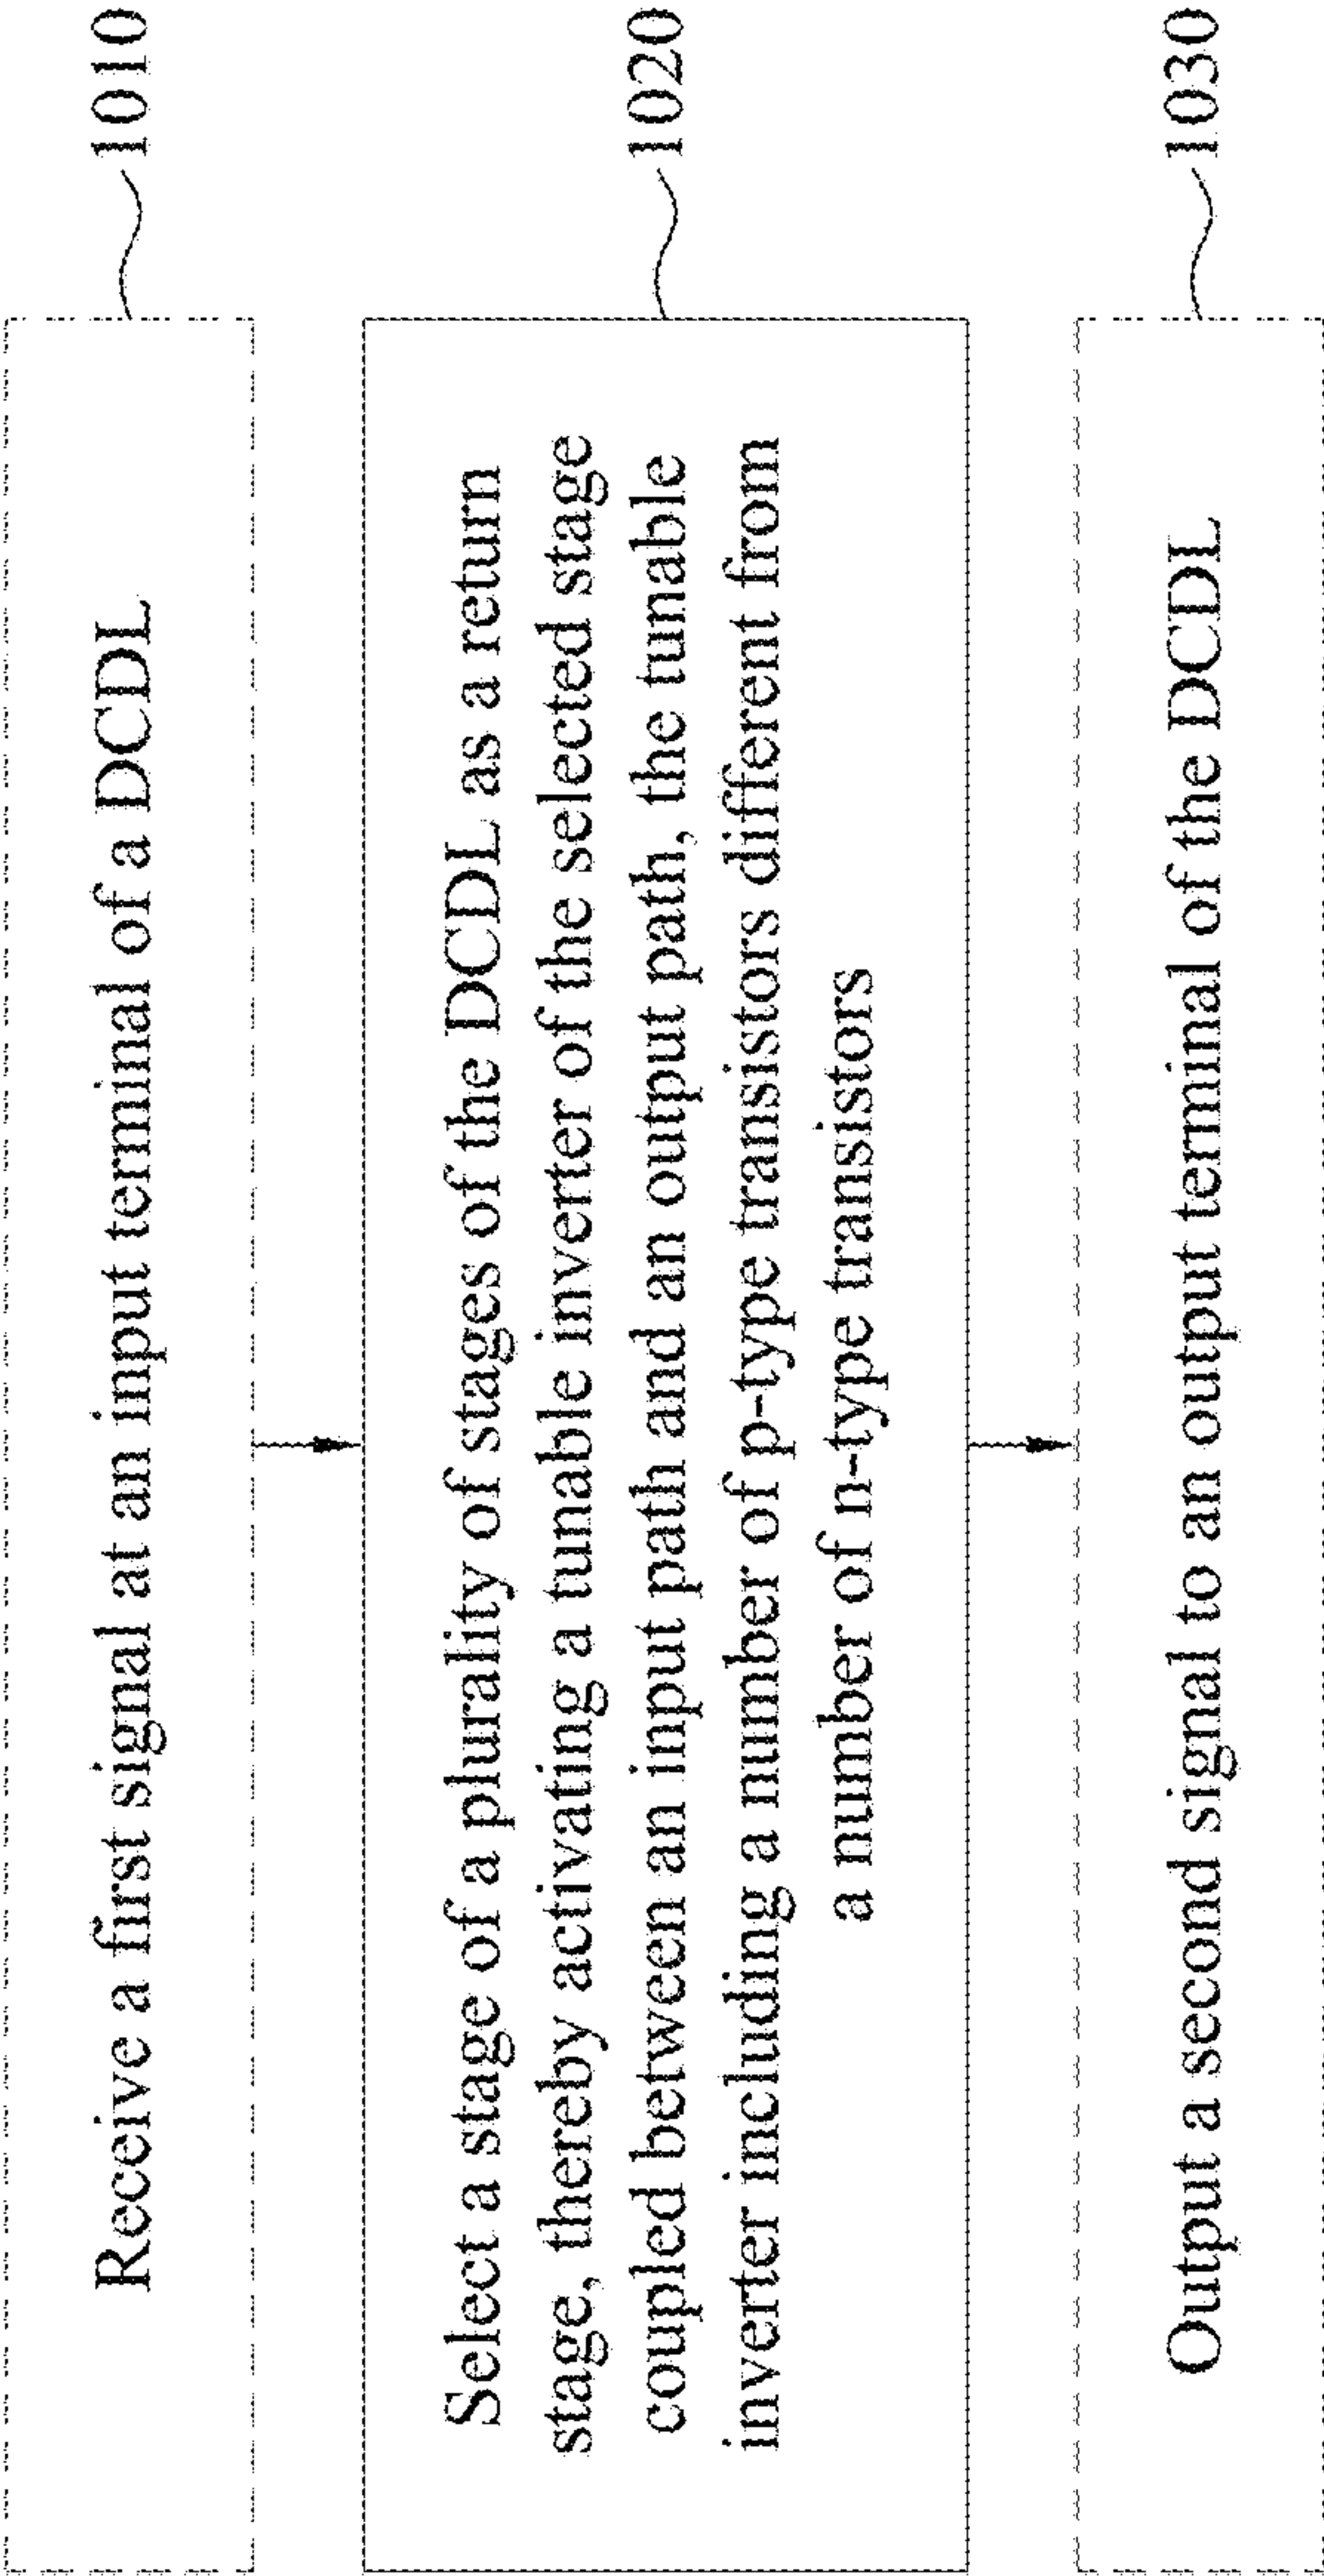 Receive a first signal at an input terminal of a DCDL
1010
Select a stage of a plurality of stages of the DCDL as a return
stage, thereby activating a tunable inverter of the selected stage
coupled between an input path and an output path, the tunable
inverter including a number of p-type transistors different from
a number of n-type transistors
1020
Output a second signal to an output terminal of the DCDL
1030